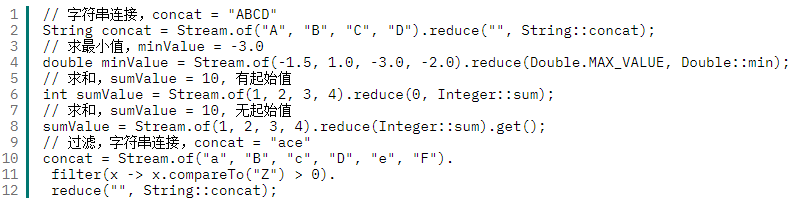 1 // 字符串连接，concat = "ABCD"
2 String concat = Stream.of("A", "B", "C", "D").reduce("", String::concat);
3 // 求最小值，minValue = -3.0
4 double minValue = Stream.of(-1.5, 1.0, -3.0, -2.0).reduce(Double.MAX_VALUE, Double::min);
5 // 求和，sumValue = 10, 有起始值
6 int sumValue = Stream.of(1, 2, 3, 4).reduce(0, Integer::sum);
7 // 求和，sumValue = 10, 无起始值
8 sumValue = Stream.of(1, 2, 3, 4).reduce(Integer::sum).get();
9 // 过滤，字符串连接，concat = "ace"
10 concat = Stream.of("a", "B", "c", "D", "e", "F").
11  filter(x -> x.compareTo("Z") > 0).
12  reduce("", String::concat);